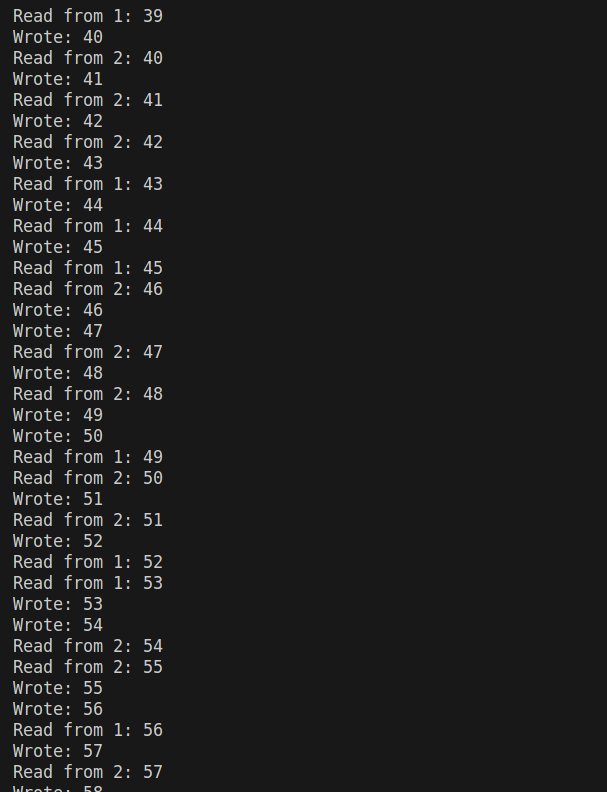 Read from 1: 39
Wrote: 40
Read from 2: 40
Wrote: 41
Read from 2: 41
Wrote: 42
Read from 2: 42
Wrote: 43
Read from 1: 43
Wrote: 44
Read from 1: 44
Wrote: 45
Read from 1: 45
Read from 2: 46
Wrote: 46
Wrote: 47
Read from 2: 47
Wrote: 48
Read from 2: 48
Wrote: 49
Wrote: 50
Read from 1: 49
Read from 2: 50
Wrote: 51
Read from 2: 51
Wrote: 52
Read from 1: 52
Read from 1: 53
Wrote: 53
Wrote: 54
Read from 2: 54
Read from 2: 55
Wrote: 55
Wrote: 56
Read from 1: 56
Wrote: 57
Read from 2: 57
Wrote: 58